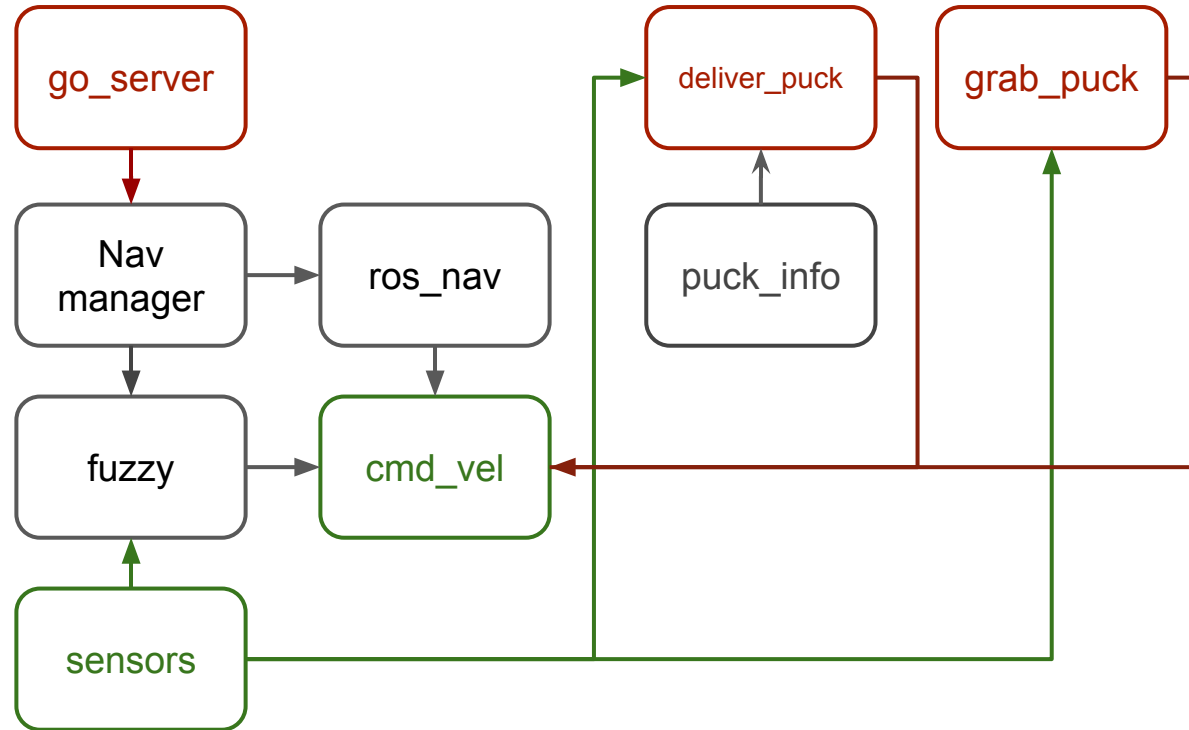 go_server
deliver_puck
grab_puck
Nav
manager
ros_nav
puck_info
fuzzy
cmd_vel
sensors